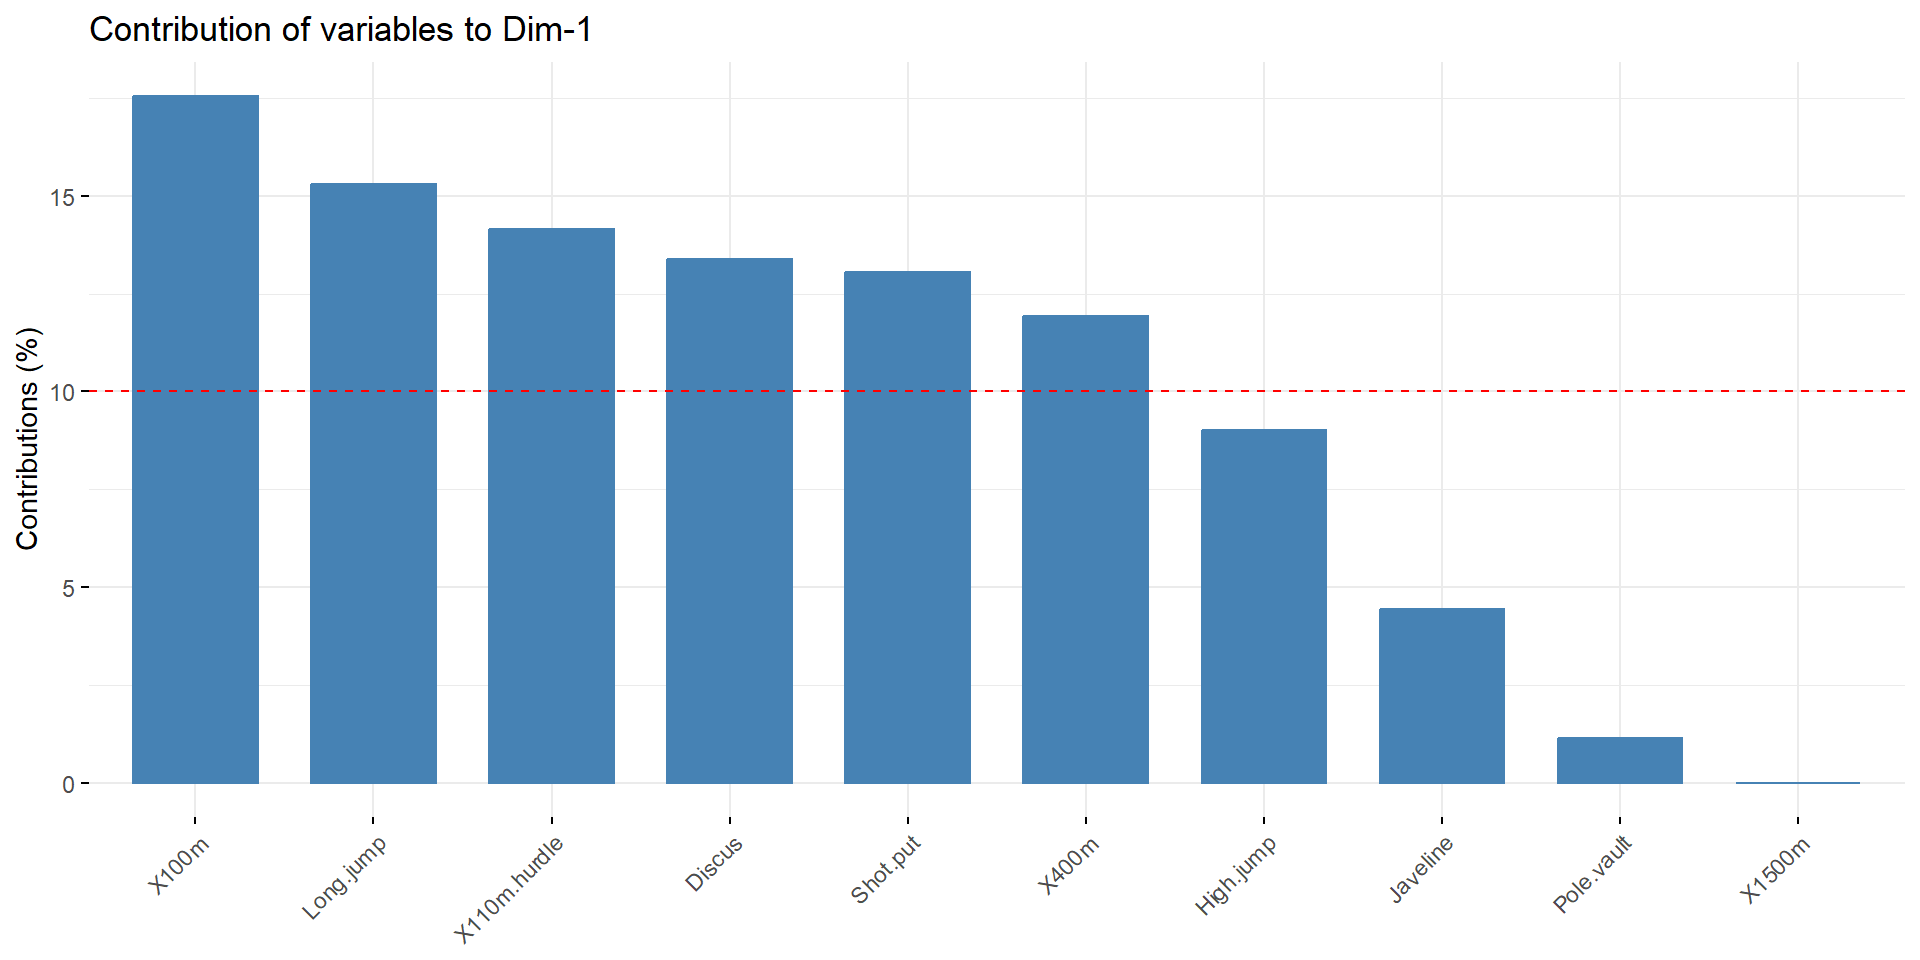 Contribution of variables to Dim-1
Contributions (%)
15
10
5
0
X100m
Long.jump
X110m.hurdle
Discus
Shot.put
X400m
High.jump
Javeline
Pole.vault
X1500m